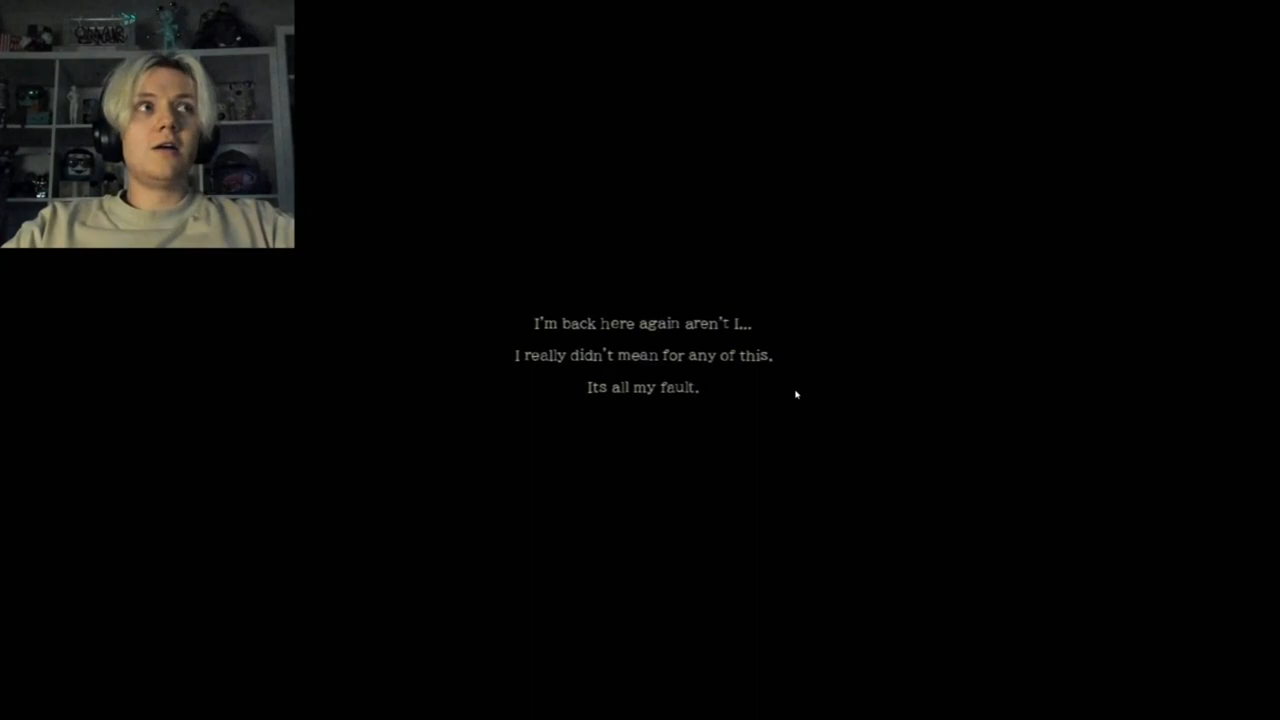 I'm back here again aren't I...
I really didn't mean for any of this.
Its all my fault.